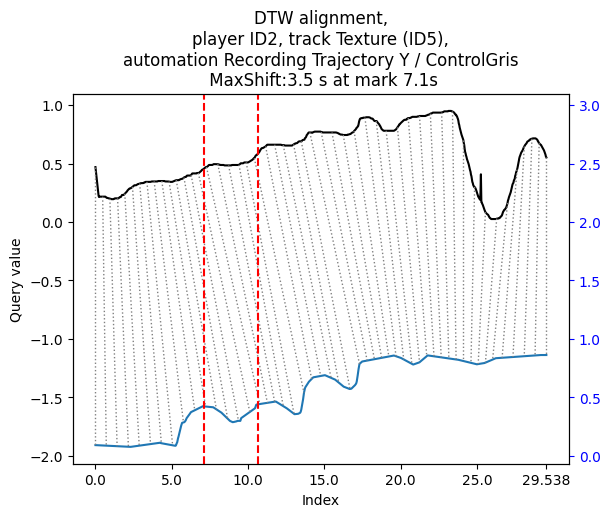 DTW alignment,
player ID2, track Texture (ID5),
automation Recording Trajectory Y / ControlGris
MaxShift:3.5 s at mark 7.1s
1.0
0.5
0.0
−0.5
−1.0
−1.5
−2.0
Query value
3.0
2.5
2.0
1.5
1.0
0.5
0.0
0.0 5.0 10.0 15.0 20.0 25.0 29.538
Index